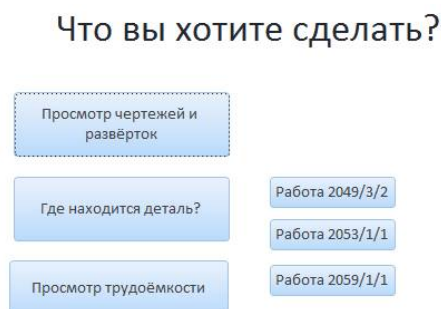 Что вы хотите сделать?
Просмотр чертежей и
развёрток
Где находится деталь?
Просмотр трудоёмкости
Работа 2049/3/2
Работа 2053/1/1
Работа 2059/1/1